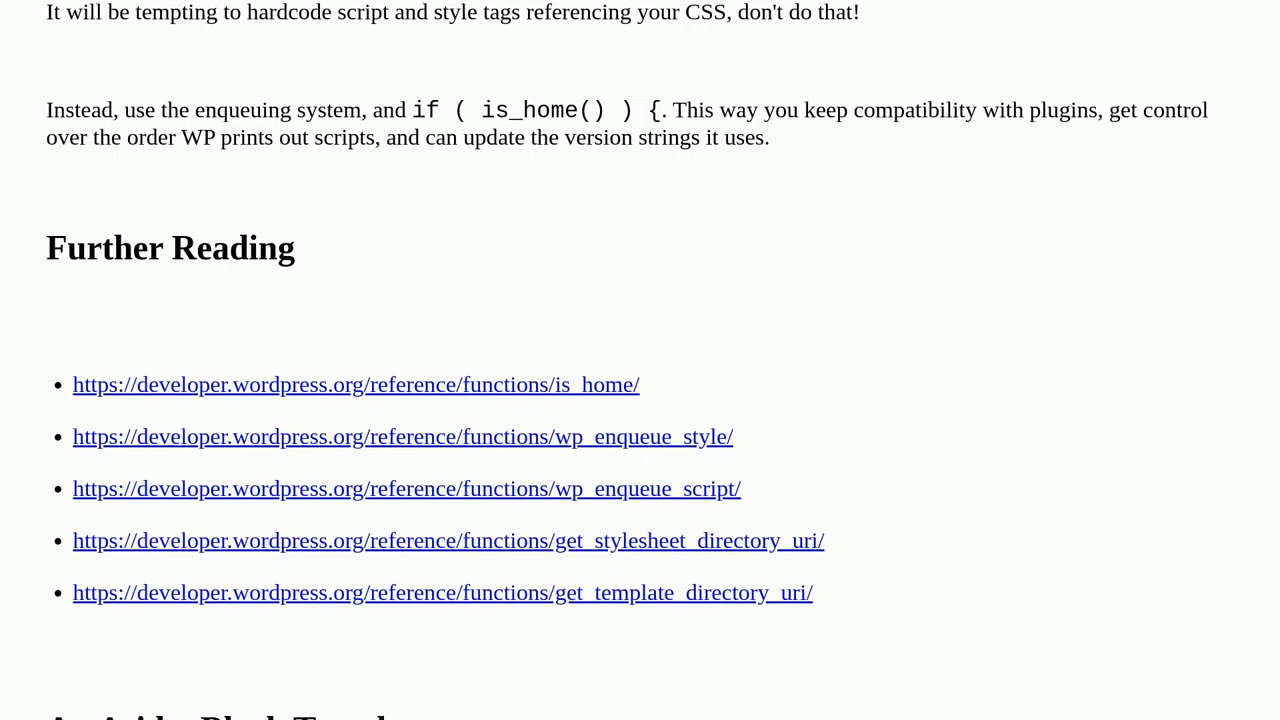 It will be tempting to hardcode script and style tags referencing your CSS, don't do that!
Instead, use the enqueuing system, and if ( is_home() ) {. This way you keep compatibility with plugins, get control
over the order WP prints out scripts, and can update the version strings it uses.
Further Reading
• https://developer.wordpress.org/reference/functions/is_home/
• https://developer.wordpress.org/reference/functions/wp_enqueue_style/
• https://developer.wordpress.org/reference/functions/wp_enqueue_script/
• https://developer.wordpress.org/reference/functions/get_stylesheet_directory_uri/
• https://developer.wordpress.org/reference/functions/get_template_directory_uri/